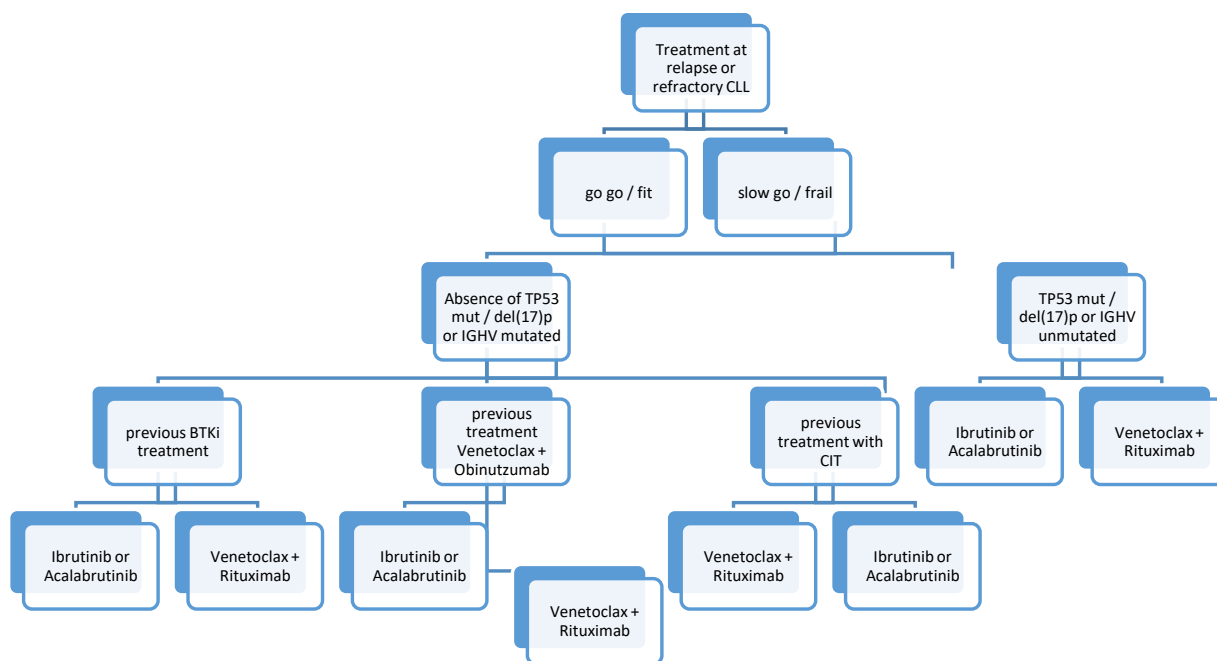 Treatment at
relapse or
refractory CLL
go go / fit
slow go / frail
Absence of TP53
mut / del(17)p
or IGHV mutated
TP53 mut /
del(17)p or IGHV
unmutated
previous BTKi
treatment
previous
treatment
Venetoclax +
Obinutzumab
previous
treatment with
CIT
Ibrutinib or
Acalabrutinib
Venetoclax +
Rituximab
Ibrutinib or
Acalabrutinib
Venetoclax +
Rituximab
Ibrutinib or
Acalabrutinib
Venetoclax +
Rituximab
Venetoclax +
Rituximab
Ibrutinib or
Acalabrutinib